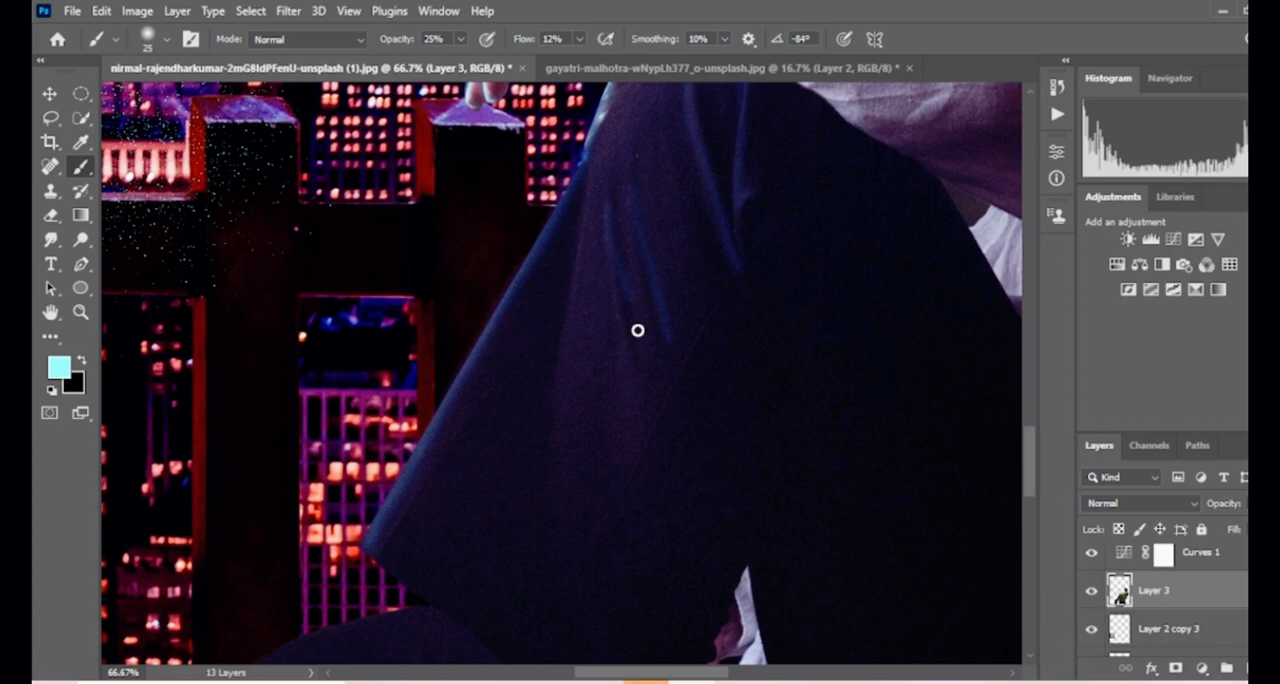 Ps File Edit Image Layer Type Select Filter 3D View Plugins Window Help
25 Mode: Normal Opacity: 25% Flow: 12% Smoothing: 10% -84°
nirmal-rajendharkumar-2mG8IdPFenU-unsplash (1).jpg @ 66.7% (Layer 3, RGB/8) * × gayatri-malhotra-wNypLh377_o-unsplash.jpg @ 16.7% (Layer 2, RGB/8) * ×
Histogram Navigator
Adjustments Libraries
Add an adjustment
Layers Channels Paths
Kind
Normal Opacity:
Lock: Fill:
Curves 1
Layer 3
Layer 2 copy 3
66.67% 13 Layers